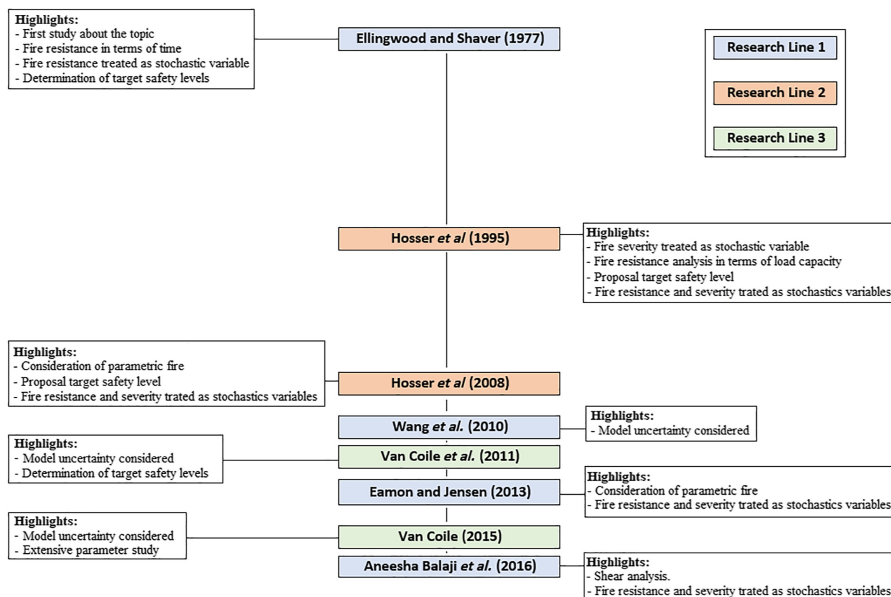 Highlights:
- First study about the topic
- Fire resistance in terms of time
- Fire resistance treated as stochastic variable
- Determination of target safety levels
Ellingwood and Shaver (1977)
Research Line 1
Research Line 2
Research Line 3
Hosser et al (1995)
Highlights:
- Fire severity treated as stochastic variable
- Fire resistance analysis in terms of load capacity
- Proposal target safety level
- Fire resistance and severity trated as stochastics variables
Highlights:
- Consideration of parametric fire
- Proposal target safety level
- Fire resistance and severity trated as stochastics variables
Hosser et al (2008)
Wang et al. (2010)
Highlights:
- Model uncertainty considered
Highlights:
- Model uncertainty considered
- Determination of target safety levels
Van Coile et al. (2011)
Eamon and Jensen (2013)
Highlights:
- Consideration of parametric fire
- Fire resistance and severity trated as stochastics variables
Highlights:
- Model uncertainty considered
- Extensive parameter study
Van Coile (2015)
Aneesha Balaji et al. (2016)
Highlights:
- Shear analysis.
- Fire resistance and severity trated as stochastics variables